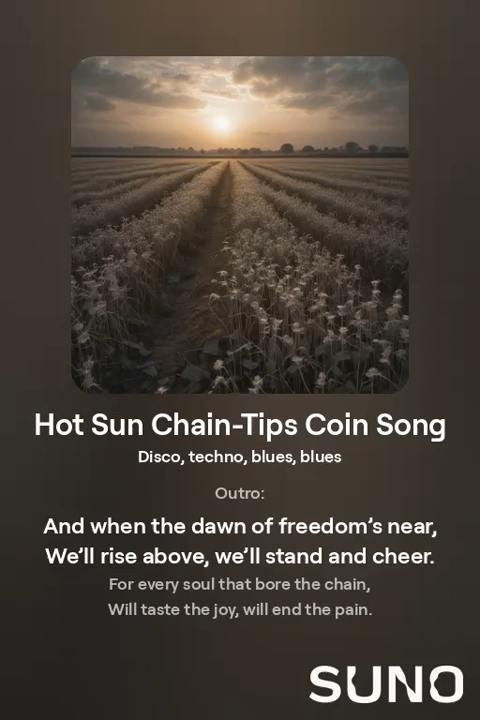 Hot Sun Chain-Tips Coin Song
Disco, techno, blues, blues
Outro:
And when the dawn of freedom’s near,
We’ll rise above, we’ll stand and cheer.
For every soul that bore the chain,
Will taste the joy, will end the pain.
SUNO